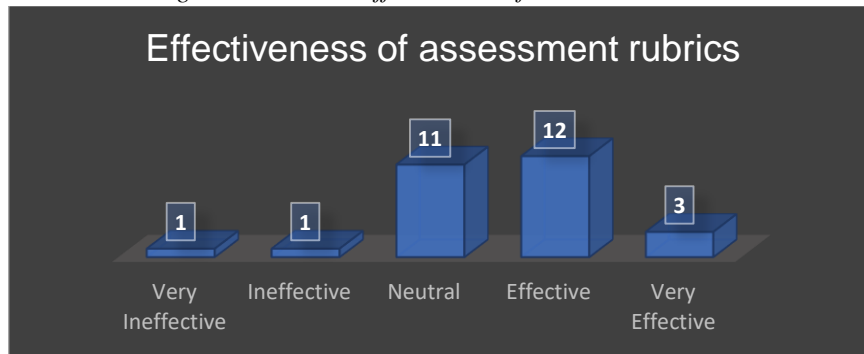 Effectiveness of assessment rubrics
1
1
11
12
3
Very Ineffective
Ineffective
Neutral
Effective
Very Effective